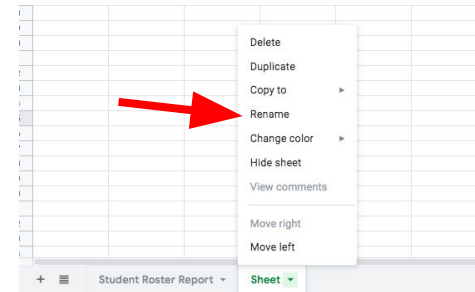 Delete
Duplicate
Copy to
Rename
Change color
Hide sheet
View comments
Move right
Move left
Student Roster Report
Sheet